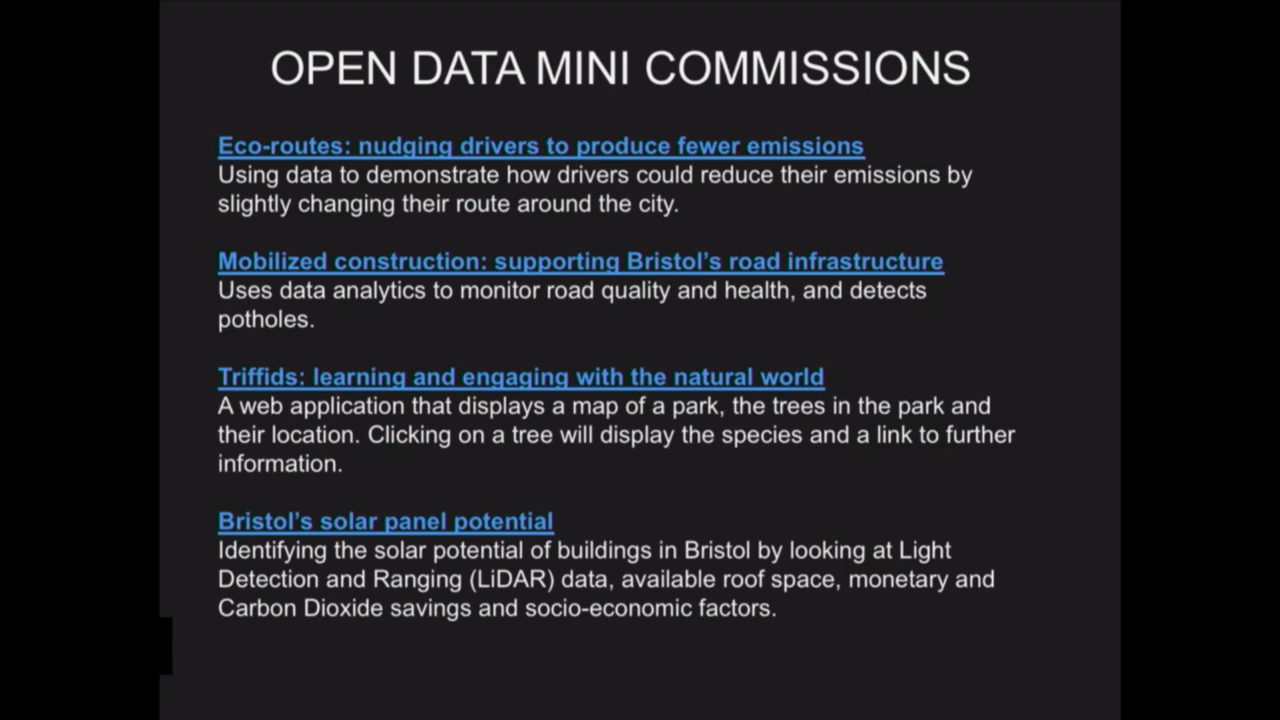 OPEN DATA MINI COMMISSIONS
Eco-routes: nudging drivers to produce fewer emissions
Using data to demonstrate how drivers could reduce their emissions by
slightly changing their route around the city.
Mobilized construction: supporting Bristol’s road infrastructure
Uses data analytics to monitor road quality and health, and detects
potholes.
Triffids: learning and engaging with the natural world
A web application that displays a map of a park, the trees in the park and
their location. Clicking on a tree will display the species and a link to further
information.
Bristol’s solar panel potential
Identifying the solar potential of buildings in Bristol by looking at Light
Detection and Ranging (LiDAR) data, available roof space, monetary and
Carbon Dioxide savings and socio-economic factors.